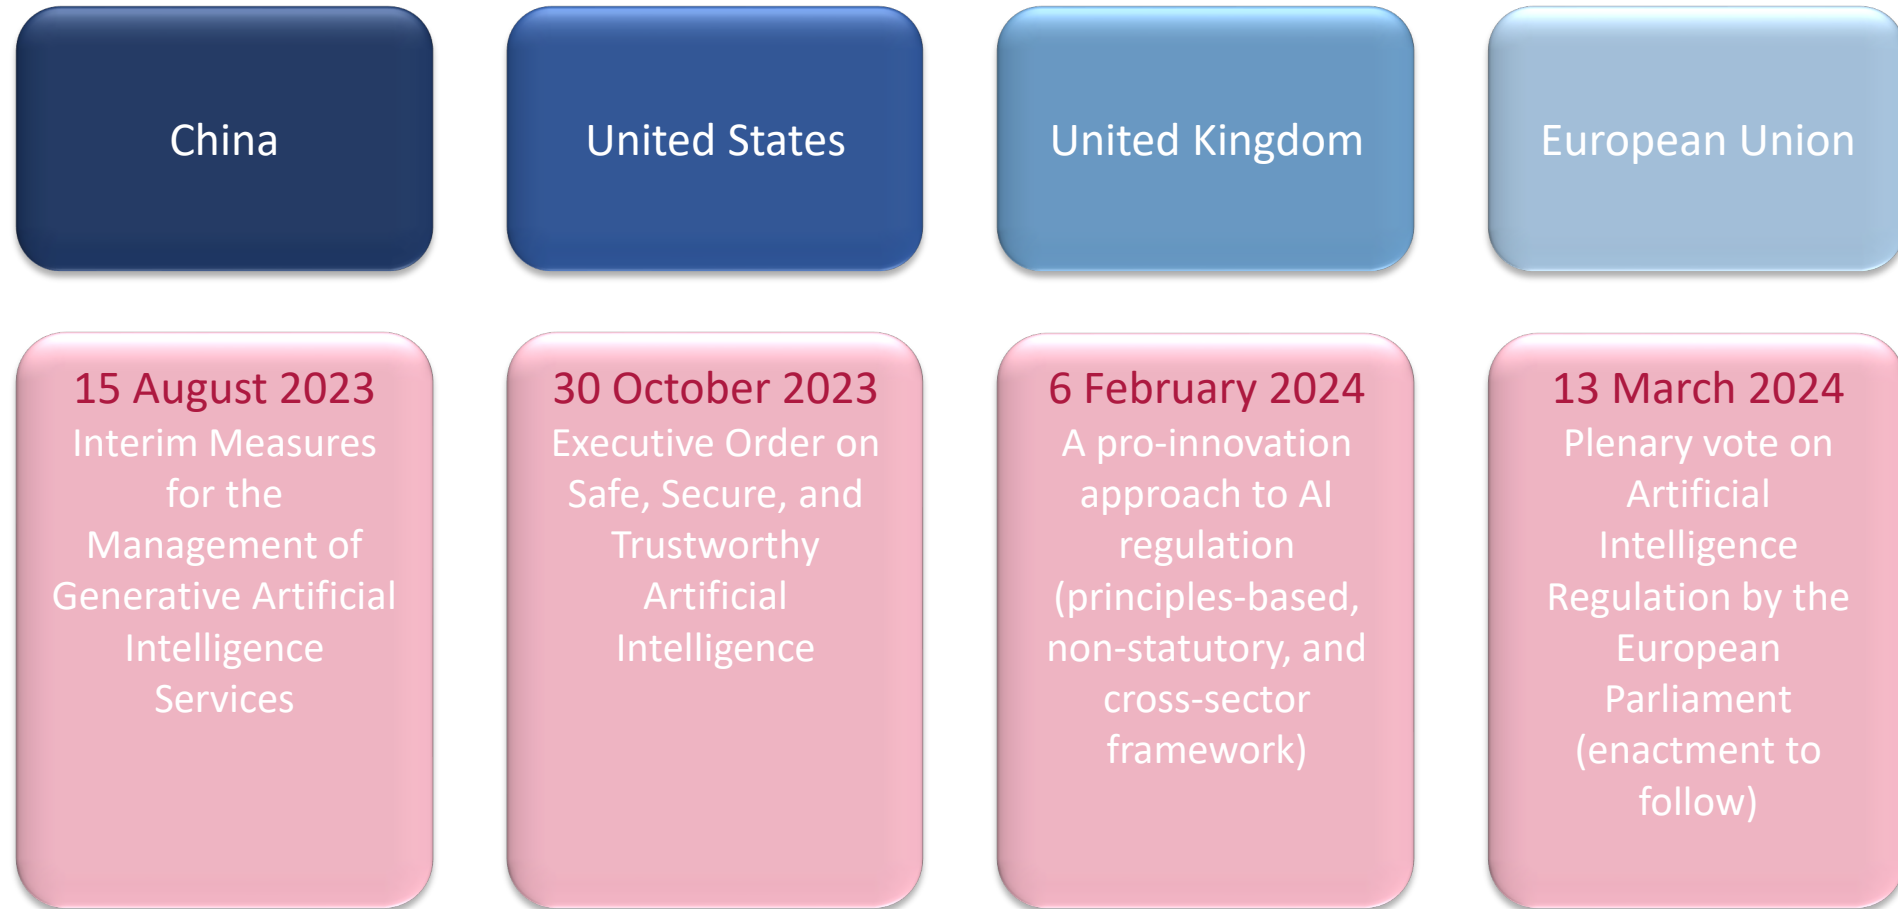 China
United States
United Kingdom
European Union
15 August 2023
Interim Measures
for the
Management of
Generative Artificial
Intelligence
Services
30 October 2023
Executive Order on
Safe, Secure, and
Trustworthy
Artificial
Intelligence
6 February 2024
A pro-innovation
approach to AI
regulation
(principles-based,
non-statutory, and
cross-sector
framework)
13 March 2024
Plenary vote on
Artificial
Intelligence
Regulation by the
European
Parliament
(enactment to
follow)